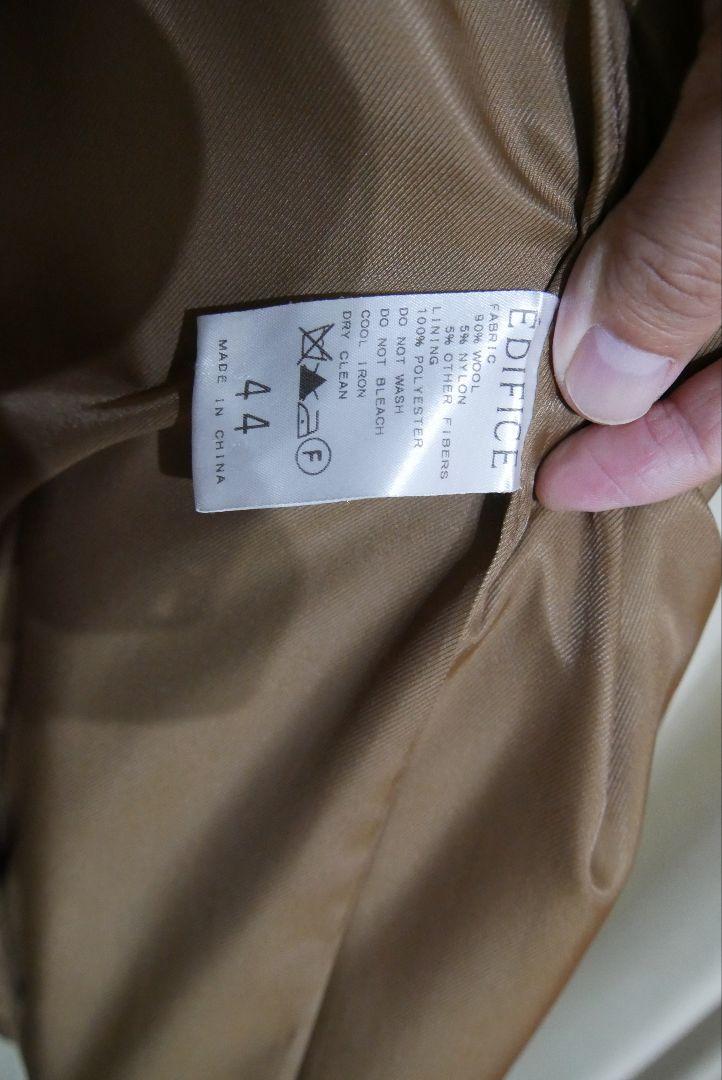 ÉDIFICE
FABRIC
90% WOOL
5% NYLON
5% OTHER FIBERS
LINING
100% POLYESTER
DO NOT WASH
DO NOT BLEACH
COOL IRON
DRY CLEAN
F
44
MADE IN CHINA